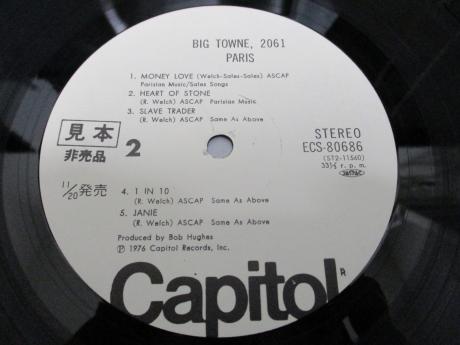 BIG TOWNE, 2061
PARIS
1. MONEY LOVE (Welch-Sales-Sales) ASCAP
Parisian Music/Sales Songs
2. HEART OF STONE
(R. Welch) ASCAP Parisian Music
3. SLAVE TRADER
(R. Welch) ASCAP Same As Above
見本
非売品
2
STEREO
ECS-80686
(ST2-11560)
33⅓ r. p. m.
JASRAC
11/20 発売
4. 1 IN 10
(R. Welch) ASCAP Same As Above
5. JANIE
(R. Welch) ASCAP Same As Above
Produced by Bob Hughes
Ⓟ 1976 Capitol Records, Inc.
Capitol
R